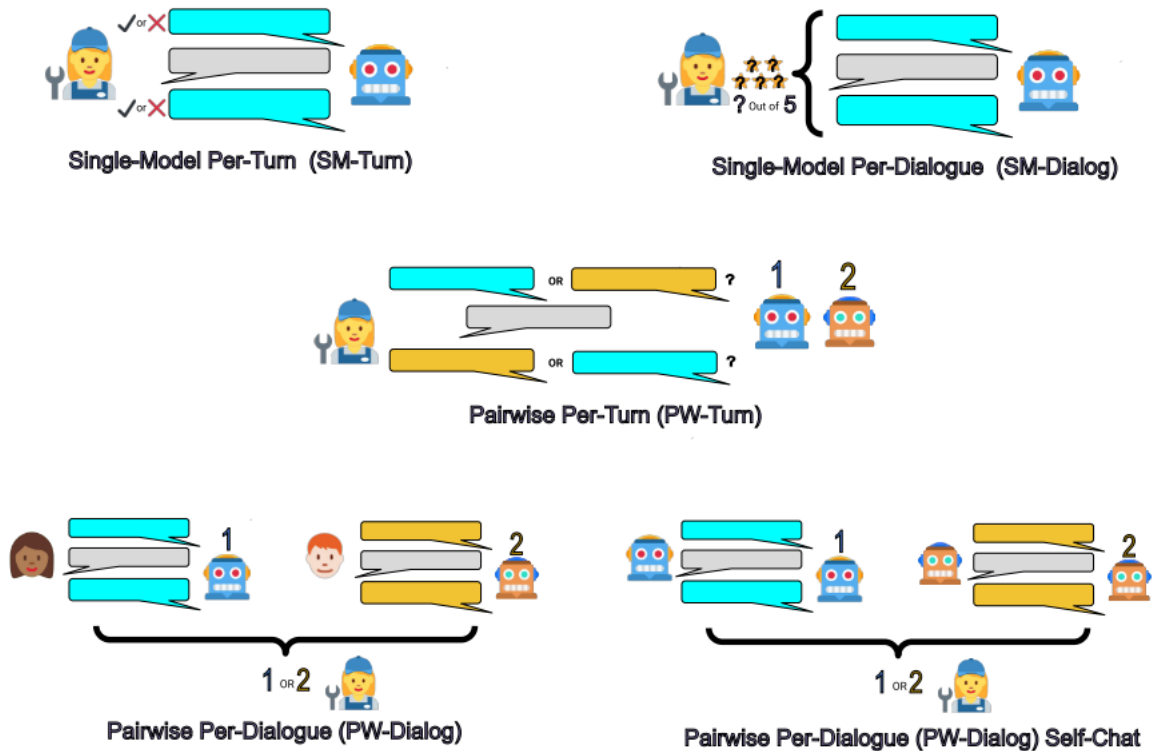 ✓ or ✗
✓ or ✗
Single-Model Per-Turn (SM-Turn)
? ?
? ? ?
? Out of 5
Single-Model Per-Dialogue (SM-Dialog)
1 2
OR ?
OR ?
Pairwise Per-Turn (PW-Turn)
1 2
1 OR 2
Pairwise Per-Dialogue (PW-Dialog)
1 2
1 OR 2
Pairwise Per-Dialogue (PW-Dialog) Self-Chat